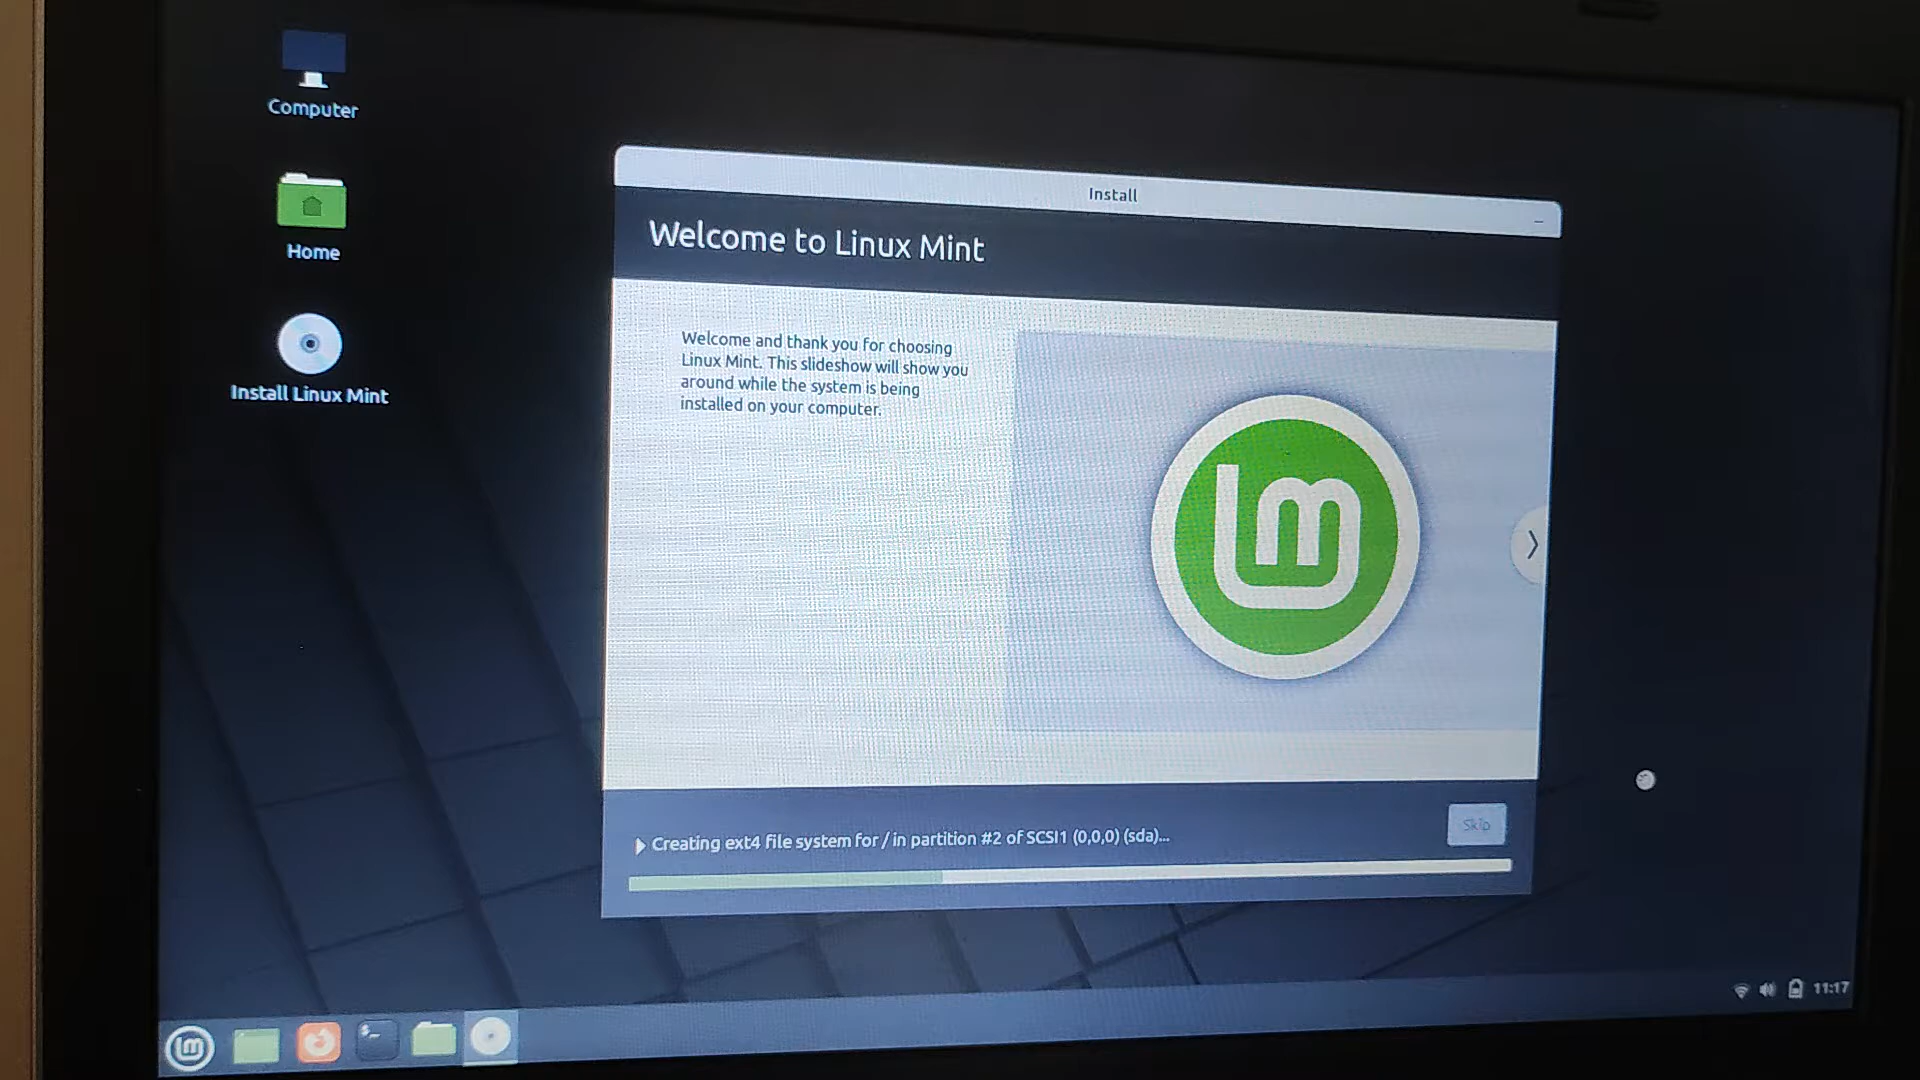 Computer
Home
Install Linux Mint
Install
Welcome to Linux Mint
Welcome and thank you for choosing
Linux Mint. This slideshow will show you
around while the system is being
installed on your computer.
Creating ext4 file system for / in partition #2 of SCSI1 (0,0,0) (sda)...
Skip
11:17